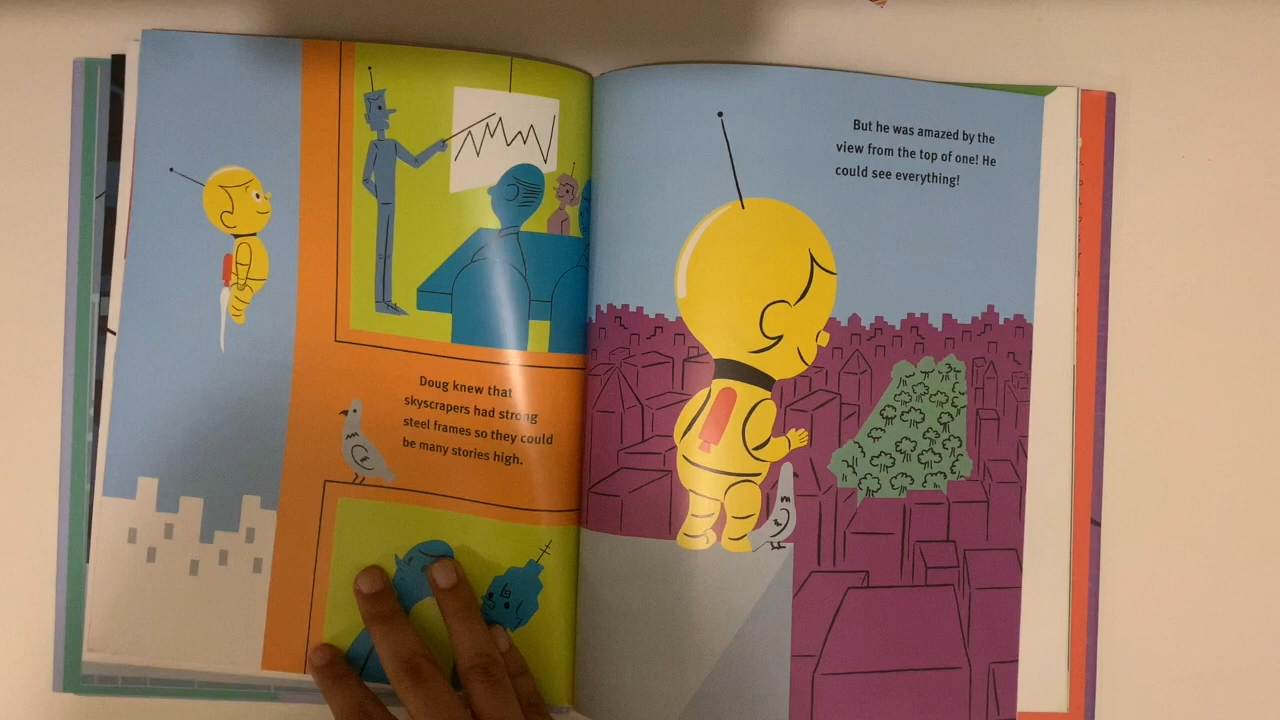 Doug knew that
skyscrapers had strong
steel frames so they could
be many stories high.
But he was amazed by the
view from the top of one! He
could see everything!